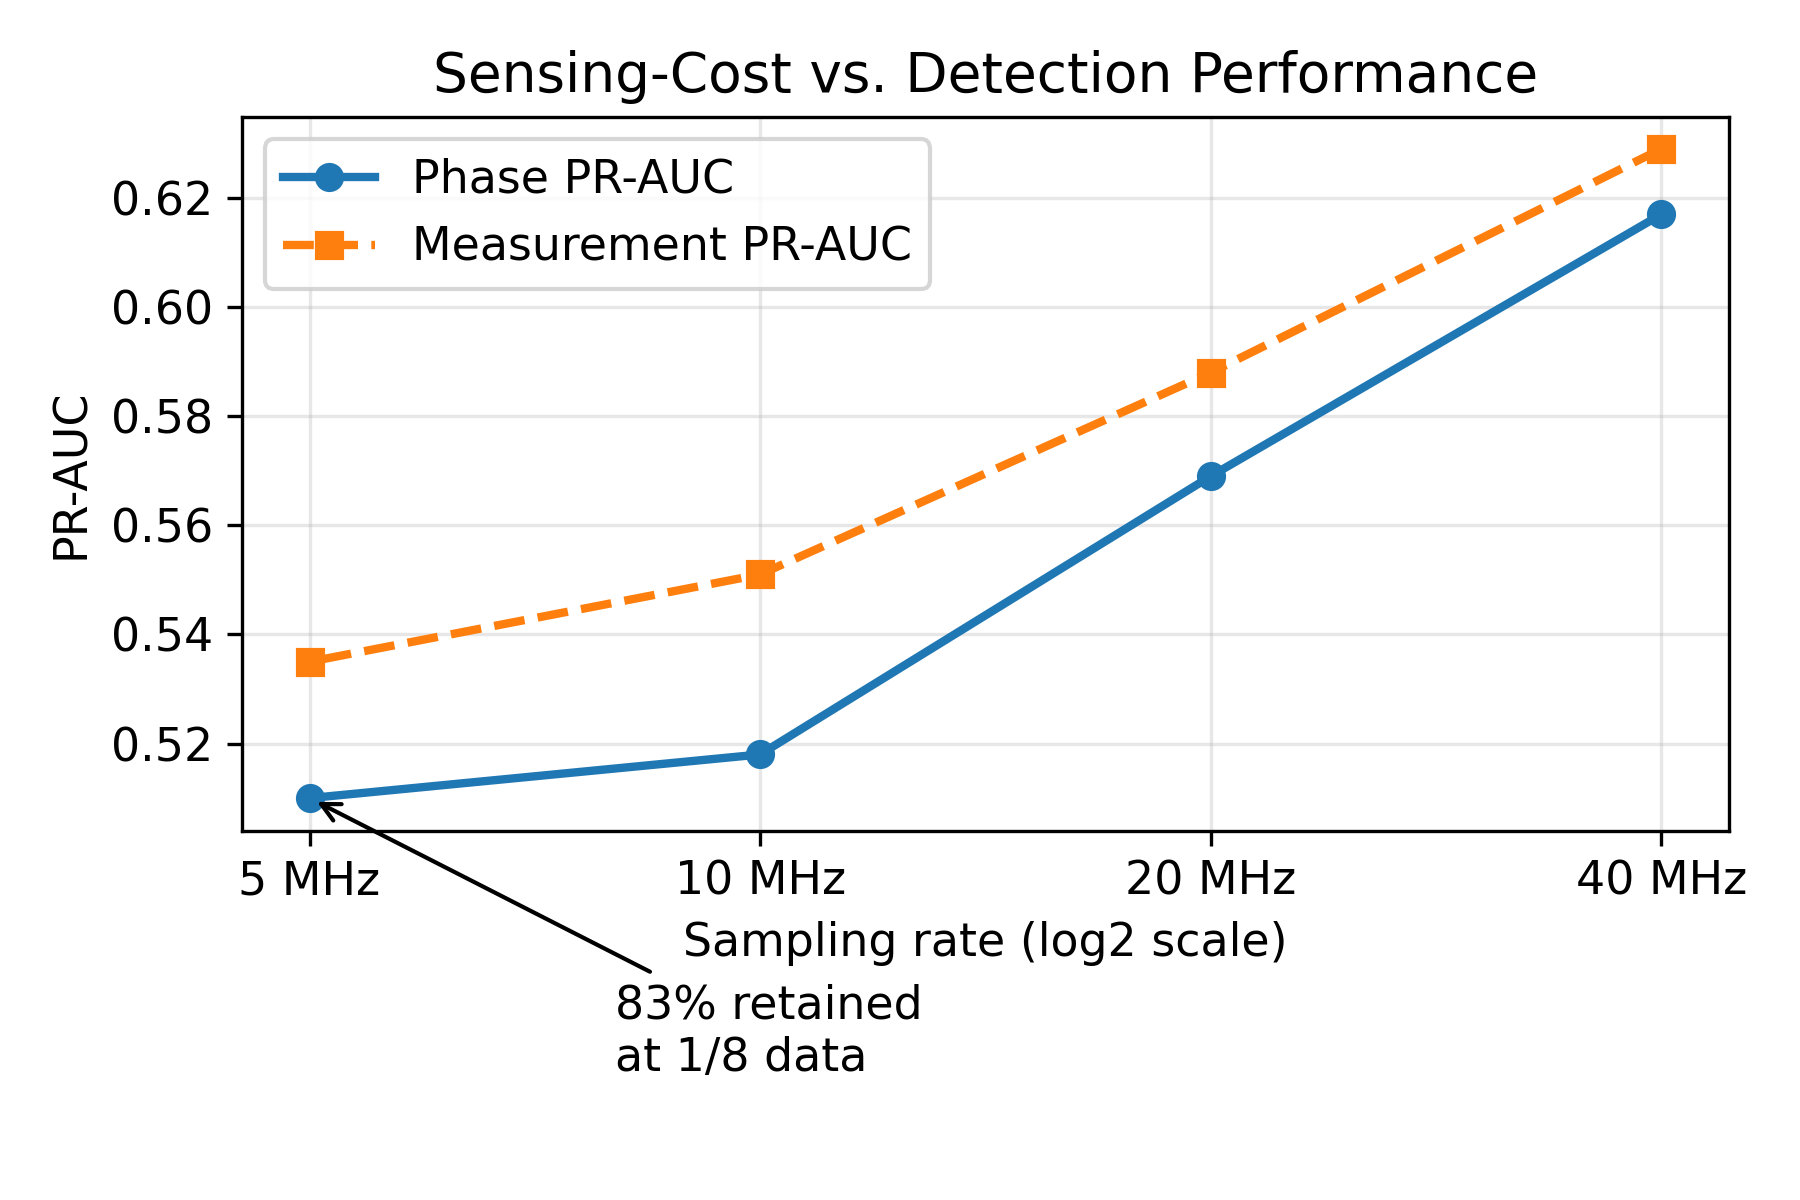 Sensing-Cost vs. Detection Performance
Phase PR-AUC
Measurement PR-AUC
PR-AUC
0.62
0.60
0.58
0.56
0.54
0.52
5 MHz
10 MHz
20 MHz
40 MHz
Sampling rate (log2 scale)
83% retained
at 1/8 data